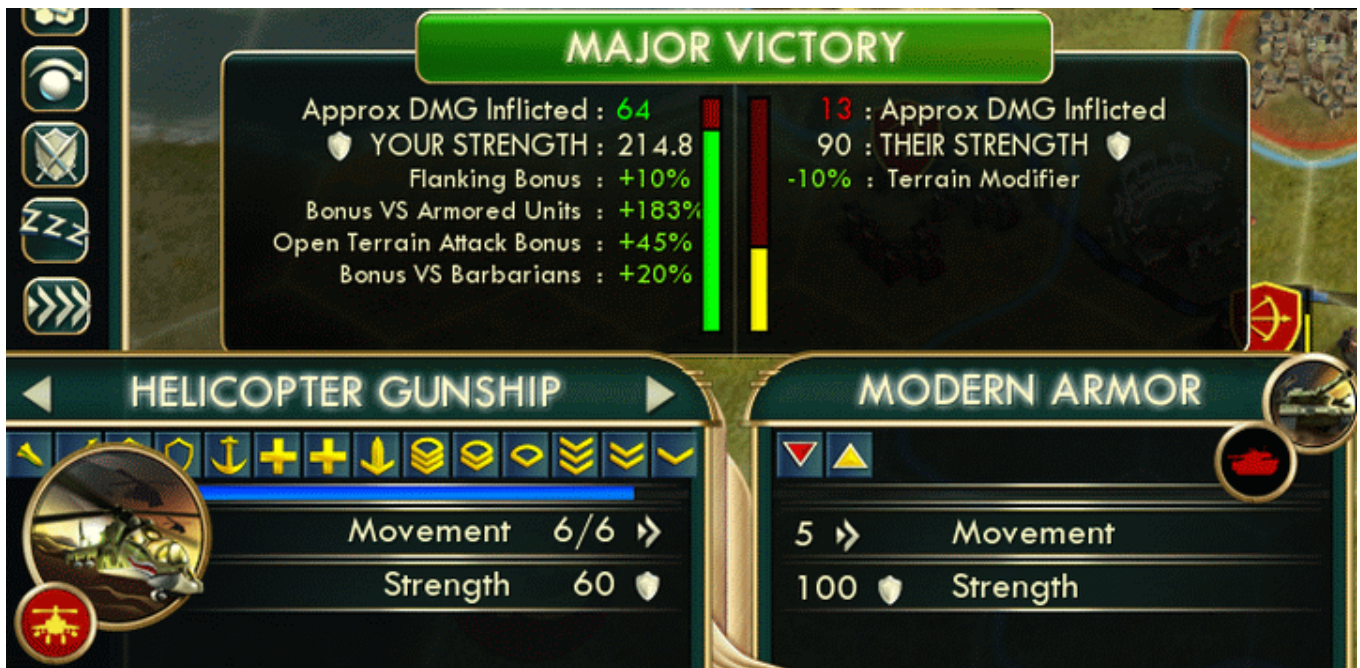 MAJOR VICTORY
Approx DMG Inflicted : 64
YOUR STRENGTH : 214.8
Flanking Bonus : +10%
Bonus VS Armored Units : +183%
Open Terrain Attack Bonus : +45%
Bonus VS Barbarians : +20%
13 : Approx DMG Inflicted
90 : THEIR STRENGTH
-10% : Terrain Modifier
ZZZ
HELICOPTER GUNSHIP
Movement 6/6
Strength 60
MODERN ARMOR
5 Movement
100 Strength